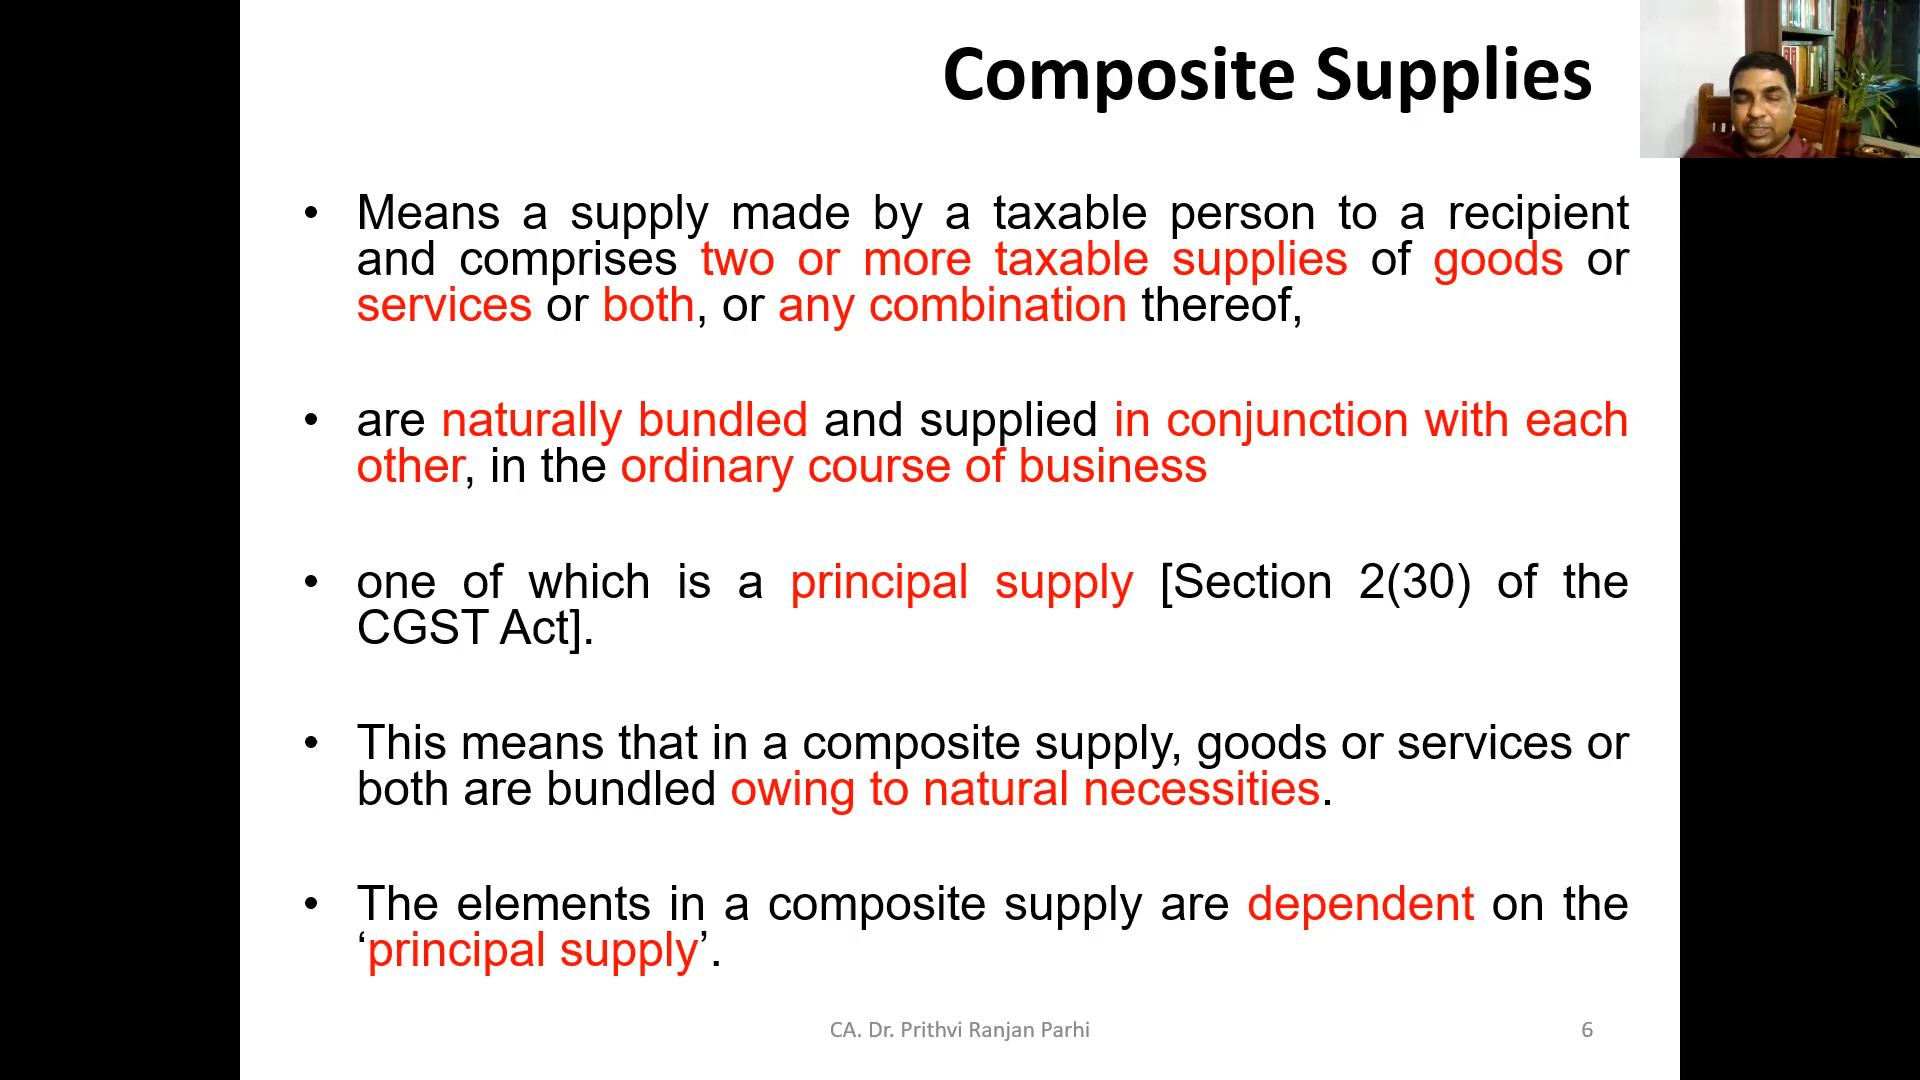 Composite Supplies
• Means a supply made by a taxable person to a recipient
and comprises two or more taxable supplies of goods or
services or both, or any combination thereof,
• are naturally bundled and supplied in conjunction with each
other, in the ordinary course of business
• one of which is a principal supply [Section 2(30) of the
CGST Act].
• This means that in a composite supply, goods or services or
both are bundled owing to natural necessities.
• The elements in a composite supply are dependent on the
‘principal supply’.
CA. Dr. Prithvi Ranjan Parhi
6